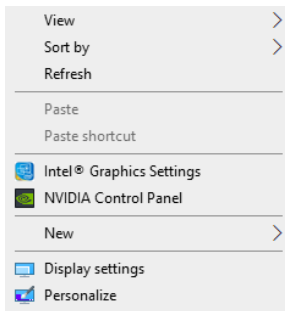 View
Sort by
Refresh
Paste
Paste shortcut
Intel® Graphics Settings
NVIDIA Control Panel
New
Display settings
Personalize